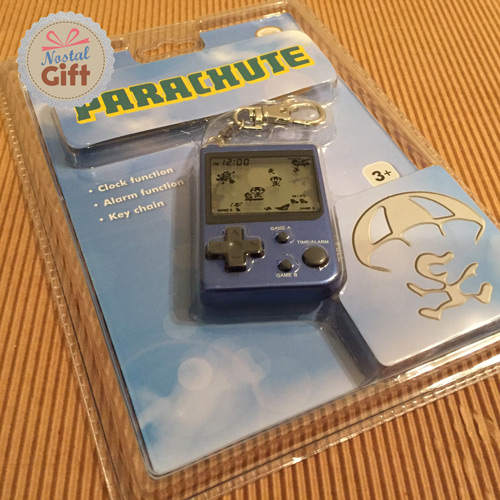 Nostal
Gift
PARACHUTE
• Clock function
• Alarm function
• Key chain
3+
12:00
GAME A
TIME/ALARM
GAME B